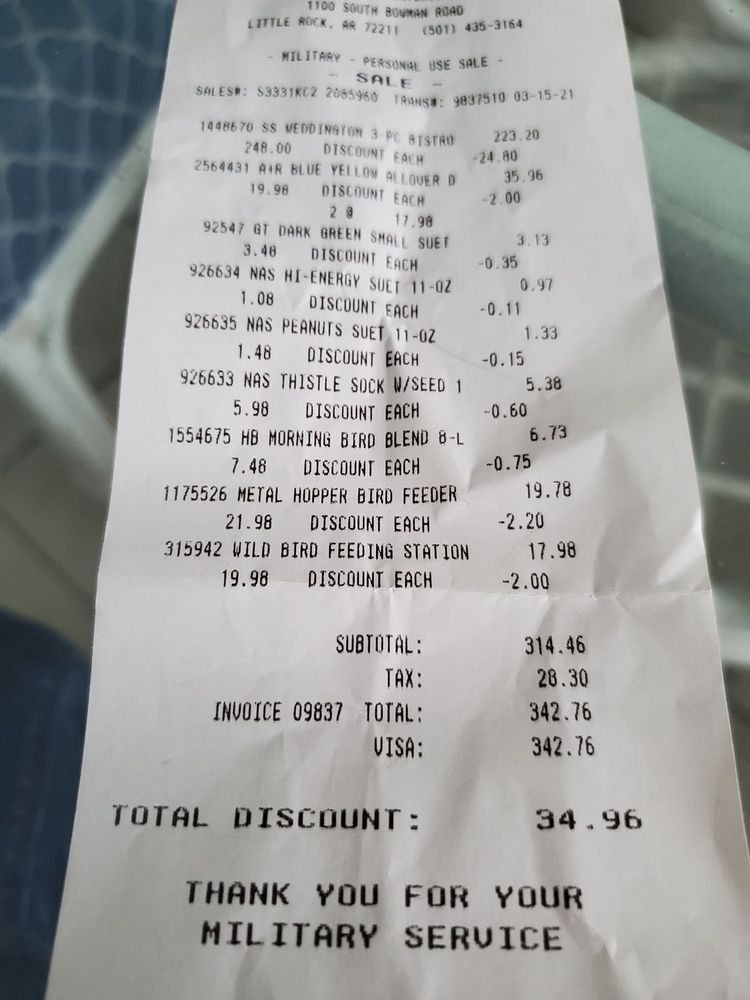 1100 SOUTH BOWMAN ROAD
LITTLE ROCK, AR 72211 (501) 435-3164
- MILITARY - PERSONAL USE SALE -
- SALE -
SALES#: S3331KC2 2085960 TRANS#: 9837510 03-15-21
1448670 SS WEDDINGTON 3-PC BISTRO 223.20
248.00 DISCOUNT EACH -24.80
2564431 A+R BLUE YELLOW ALLOVER D 35.96
19.98 DISCOUNT EACH -2.00
2 @ 17.98
92547 GT DARK GREEN SMALL SUET 3.13
3.48 DISCOUNT EACH -0.35
926634 NAS HI-ENERGY SUET 11-OZ 0.97
1.08 DISCOUNT EACH -0.11
926635 NAS PEANUTS SUET 11-OZ 1.33
1.48 DISCOUNT EACH -0.15
926633 NAS THISTLE SOCK W/SEED 1 5.38
5.98 DISCOUNT EACH -0.60
1554675 HB MORNING BIRD BLEND 8-L 6.73
7.48 DISCOUNT EACH -0.75
1175526 METAL HOPPER BIRD FEEDER 19.78
21.98 DISCOUNT EACH -2.20
315942 WILD BIRD FEEDING STATION 17.98
19.98 DISCOUNT EACH -2.00
SUBTOTAL: 314.46
TAX: 28.30
INVOICE 09837 TOTAL: 342.76
VISA: 342.76
TOTAL DISCOUNT: 34.96
THANK YOU FOR YOUR
MILITARY SERVICE